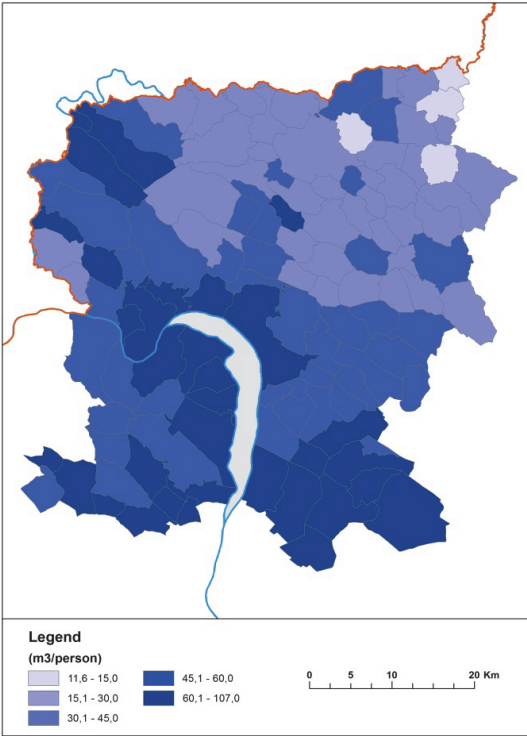 Legend
(m3/person)
11,6 - 15,0
15,1 - 30,0
30,1 - 45,0
45,1 - 60,0
60,1 - 107,0
0 5 10 20 Km